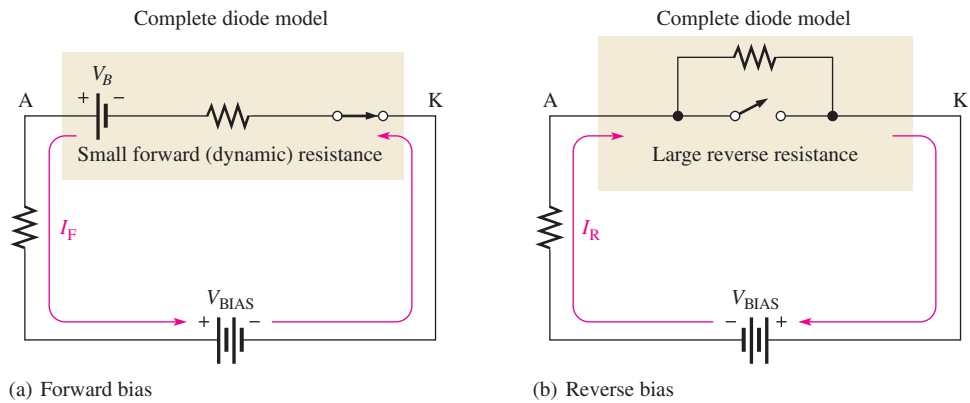 Complete diode model
V_B
+ −
A
K
Small forward (dynamic) resistance
I_F
V_BIAS
+ −
(a) Forward bias
Complete diode model
A
K
Large reverse resistance
I_R
V_BIAS
− +
(b) Reverse bias